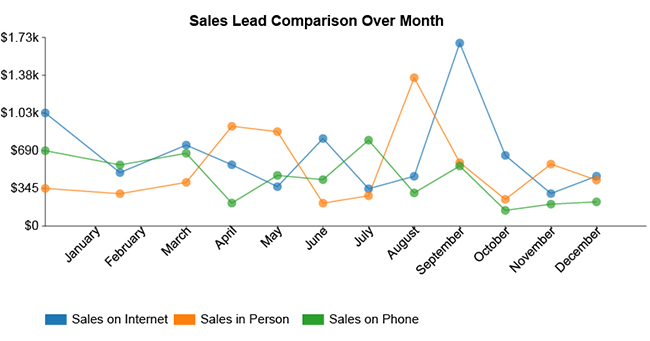 Sales Lead Comparison Over Month
$1.73k
$1.38k
$1.03k
$690
$345
$0
January
February
March
April
May
June
July
August
September
October
November
December
Sales on Internet
Sales in Person
Sales on Phone